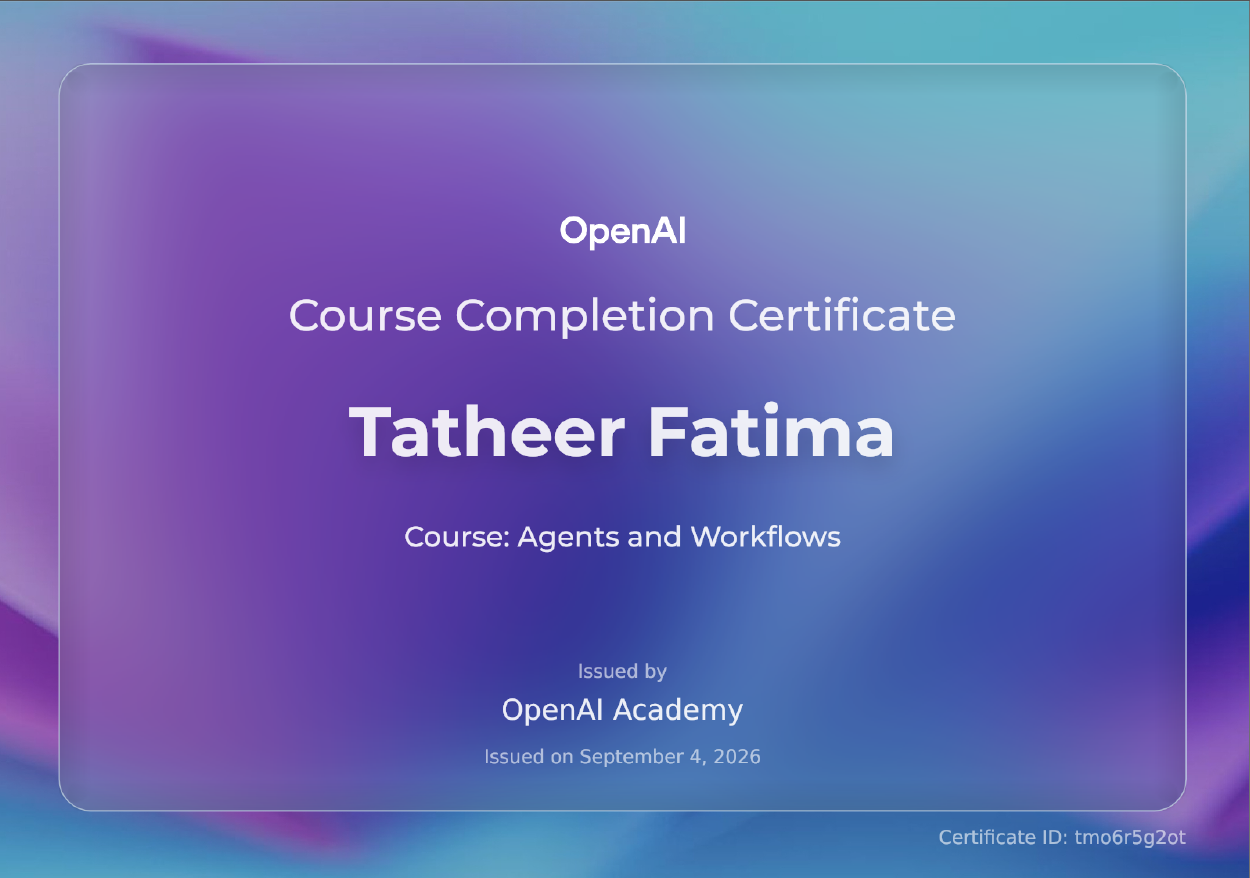 OpenAI
Course Completion Certificate
Tatheer Fatima
Course: Agents and Workflows
Issued by
OpenAI Academy
Issued on September 4, 2026
Certificate ID: tmo6r5g2ot